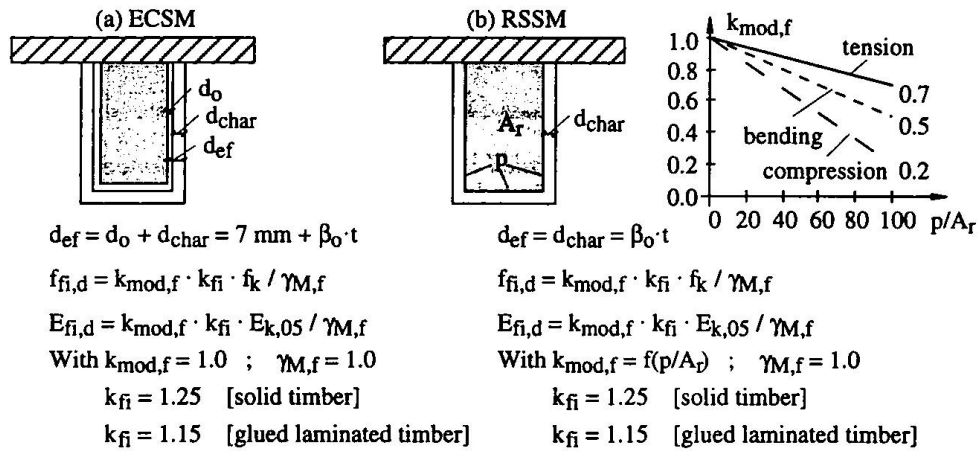 (a) ECSM
dₒ
d_char
d_ef
d_ef = dₒ + d_char = 7 mm + βₒ·t
f_fi,d = k_mod,f · k_fi · f_k / γ_M,f
E_fi,d = k_mod,f · k_fi · E_k,05 / γ_M,f
With k_mod,f = 1.0 ; γ_M,f = 1.0
k_fi = 1.25 [solid timber]
k_fi = 1.15 [glued laminated timber]
(b) RSSM
A_r
d_char
p
d_ef = d_char = βₒ·t
f_fi,d = k_mod,f · k_fi · f_k / γ_M,f
E_fi,d = k_mod,f · k_fi · E_k,05 / γ_M,f
With k_mod,f = f(p/A_r) ; γ_M,f = 1.0
k_fi = 1.25 [solid timber]
k_fi = 1.15 [glued laminated timber]
k_mod,f
1.0
0.8
0.6
0.4
0.2
0.0
tension
0.7
bending
0.5
compression
0.2
0 20 40 60 80 100 p/A_r